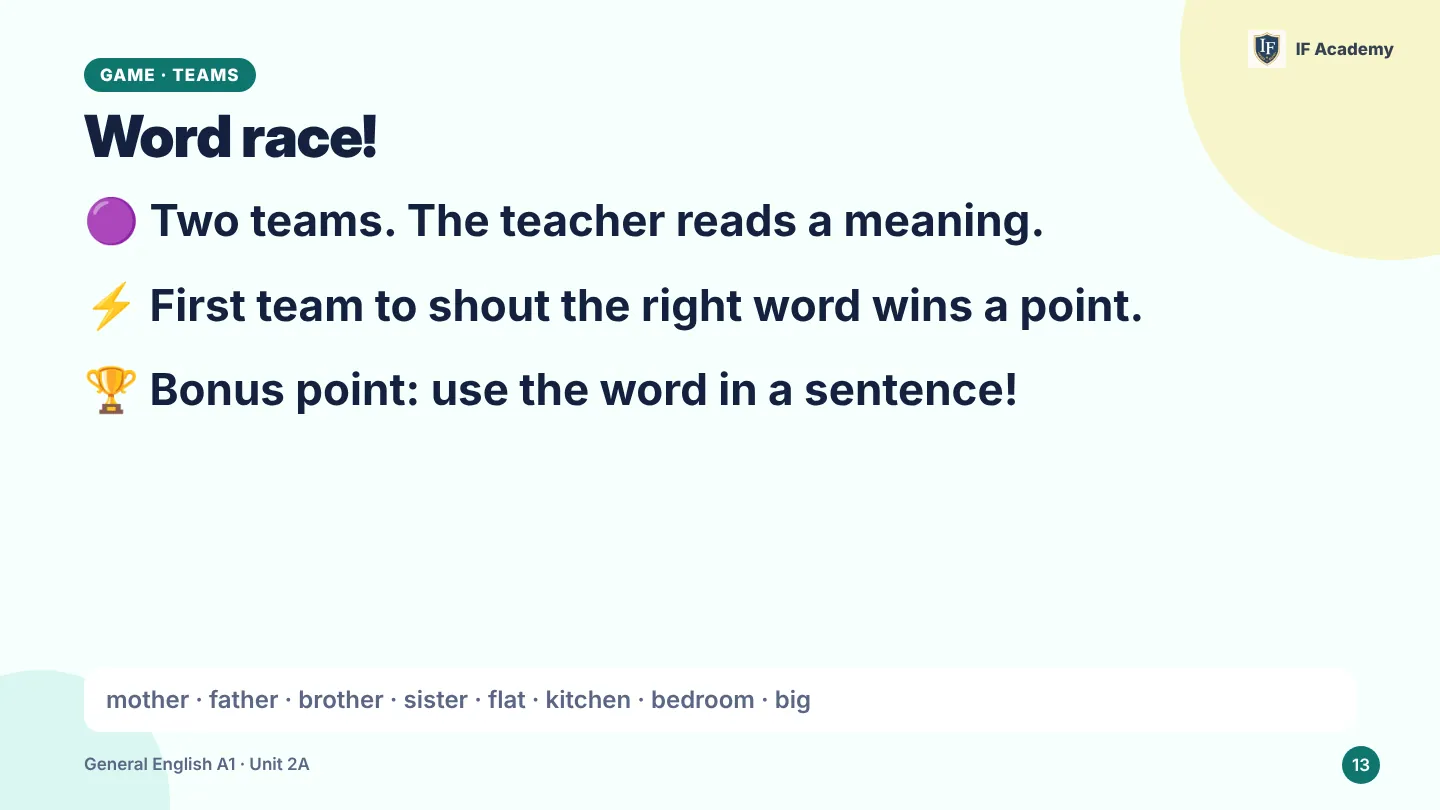 IF Academy
GAME · TEAMS
Word race!
🟣 Two teams. The teacher reads a meaning.
⚡ First team to shout the right word wins a point.
🏆 Bonus point: use the word in a sentence!
mother · father · brother · sister · flat · kitchen · bedroom · big
General English A1 · Unit 2A
13